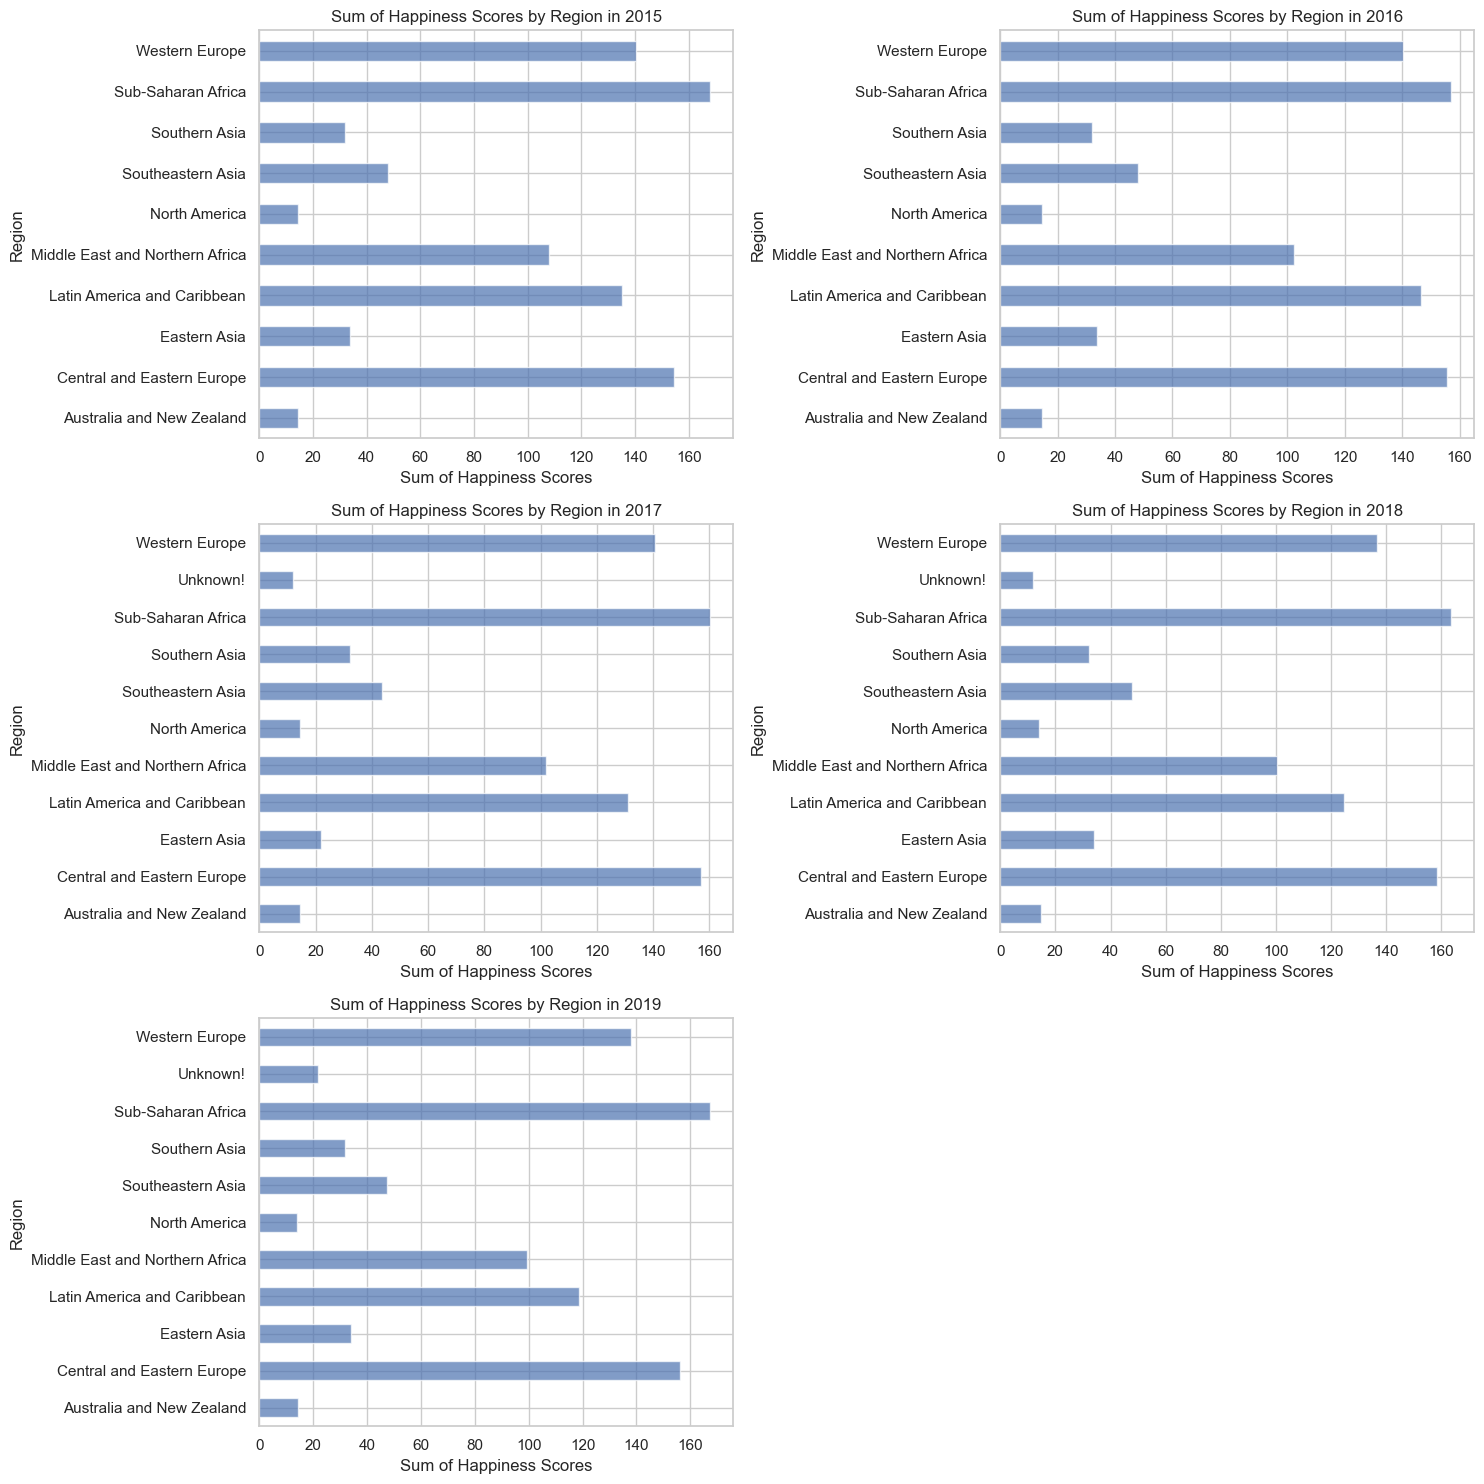 Sum of Happiness Scores by Region in 2015
Region
Western Europe
Sub-Saharan Africa
Southern Asia
Southeastern Asia
North America
Middle East and Northern Africa
Latin America and Caribbean
Eastern Asia
Central and Eastern Europe
Australia and New Zealand
0 20 40 60 80 100 120 140 160
Sum of Happiness Scores
Sum of Happiness Scores by Region in 2016
Region
Western Europe
Sub-Saharan Africa
Southern Asia
Southeastern Asia
North America
Middle East and Northern Africa
Latin America and Caribbean
Eastern Asia
Central and Eastern Europe
Australia and New Zealand
0 20 40 60 80 100 120 140 160
Sum of Happiness Scores
Sum of Happiness Scores by Region in 2017
Region
Western Europe
Unknown!
Sub-Saharan Africa
Southern Asia
Southeastern Asia
North America
Middle East and Northern Africa
Latin America and Caribbean
Eastern Asia
Central and Eastern Europe
Australia and New Zealand
0 20 40 60 80 100 120 140 160
Sum of Happiness Scores
Sum of Happiness Scores by Region in 2018
Region
Western Europe
Unknown!
Sub-Saharan Africa
Southern Asia
Southeastern Asia
North America
Middle East and Northern Africa
Latin America and Caribbean
Eastern Asia
Central and Eastern Europe
Australia and New Zealand
0 20 40 60 80 100 120 140 160
Sum of Happiness Scores
Sum of Happiness Scores by Region in 2019
Region
Western Europe
Unknown!
Sub-Saharan Africa
Southern Asia
Southeastern Asia
North America
Middle East and Northern Africa
Latin America and Caribbean
Eastern Asia
Central and Eastern Europe
Australia and New Zealand
0 20 40 60 80 100 120 140 160
Sum of Happiness Scores